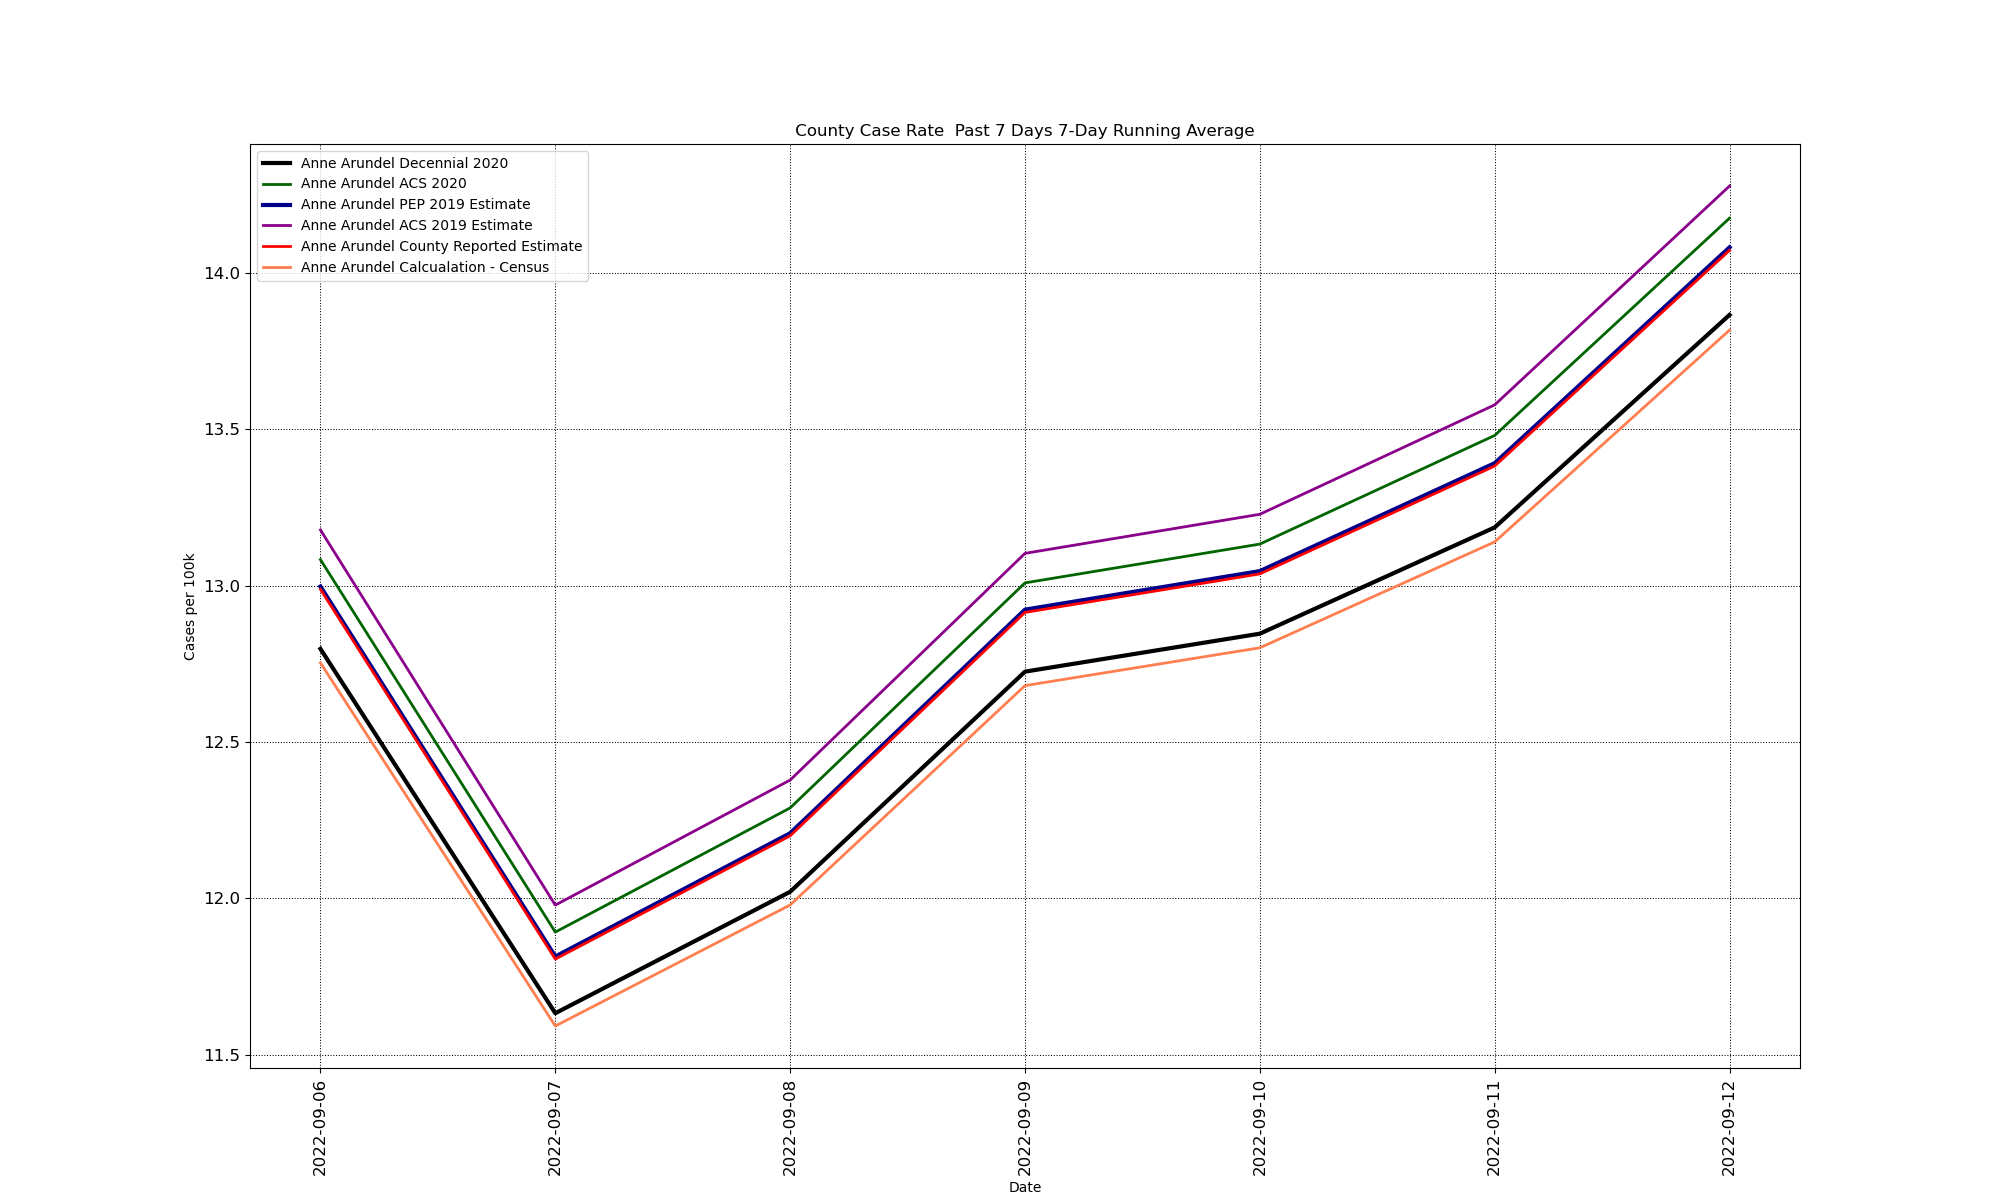 County Case Rate  Past 7 Days 7-Day Running Average
Anne Arundel Decennial 2020
Anne Arundel ACS 2020
Anne Arundel PEP 2019 Estimate
Anne Arundel ACS 2019 Estimate
Anne Arundel County Reported Estimate
Anne Arundel Calcualation - Census
Cases per 100k
14.0
13.5
13.0
12.5
12.0
11.5
2022-09-06
2022-09-07
2022-09-08
2022-09-09
2022-09-10
2022-09-11
2022-09-12
Date